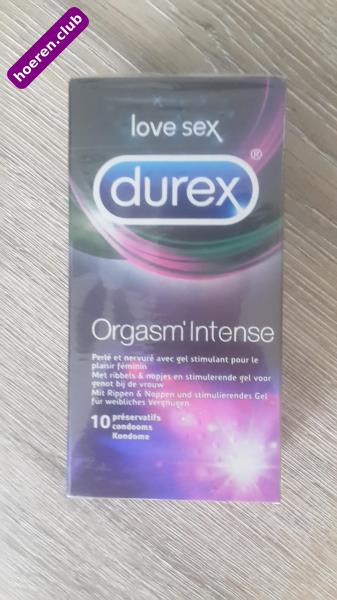 hoeren.club
love sex
durex®
Orgasm'Intense
Perlé et nervuré avec gel stimulant pour le
plaisir féminin
Met ribbels & nopjes en stimulerende gel voor
genot bij de vrouw
Mit Rippen & Noppen und stimulierendes Gel
für weibliches Vergnügen
10 préservatifs
condooms
Kondome